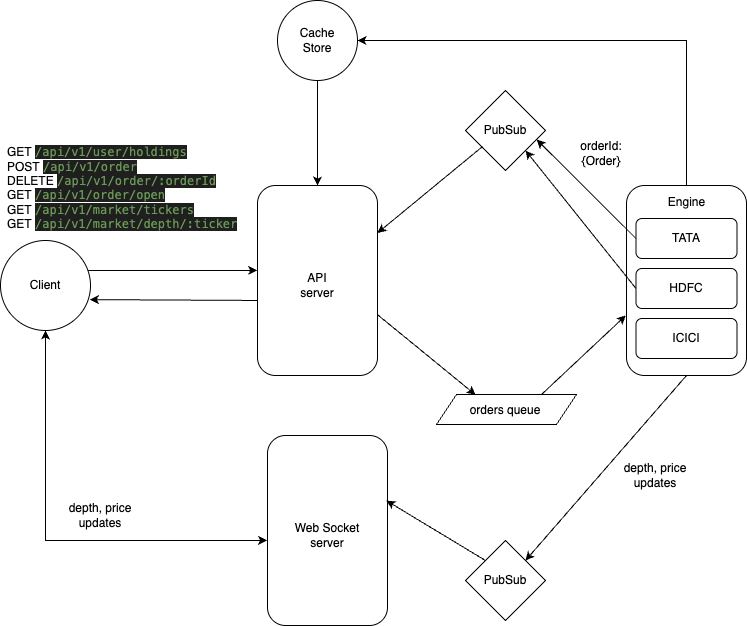 Cache
Store
PubSub
orderId:
{Order}
GET /api/v1/user/holdings
POST /api/v1/order
DELETE /api/v1/order/:orderId
GET /api/v1/order/open
GET /api/v1/market/tickers
GET /api/v1/market/depth/:ticker
Engine
TATA
HDFC
ICICI
Client
API
server
orders queue
depth, price
updates
depth, price
updates
Web Socket
server
PubSub